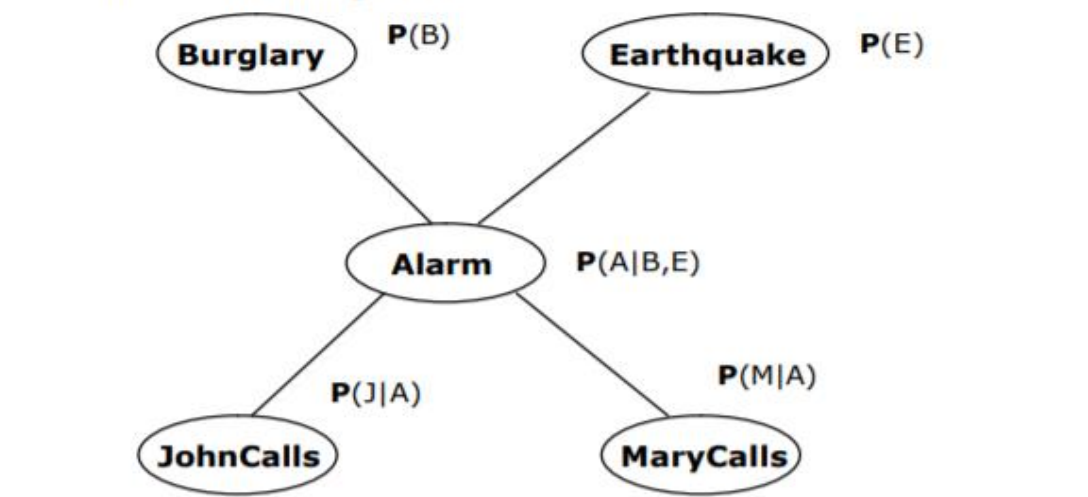 Burglary P(B)
Earthquake P(E)
Alarm P(A|B,E)
P(J|A)
P(M|A)
JohnCalls
MaryCalls